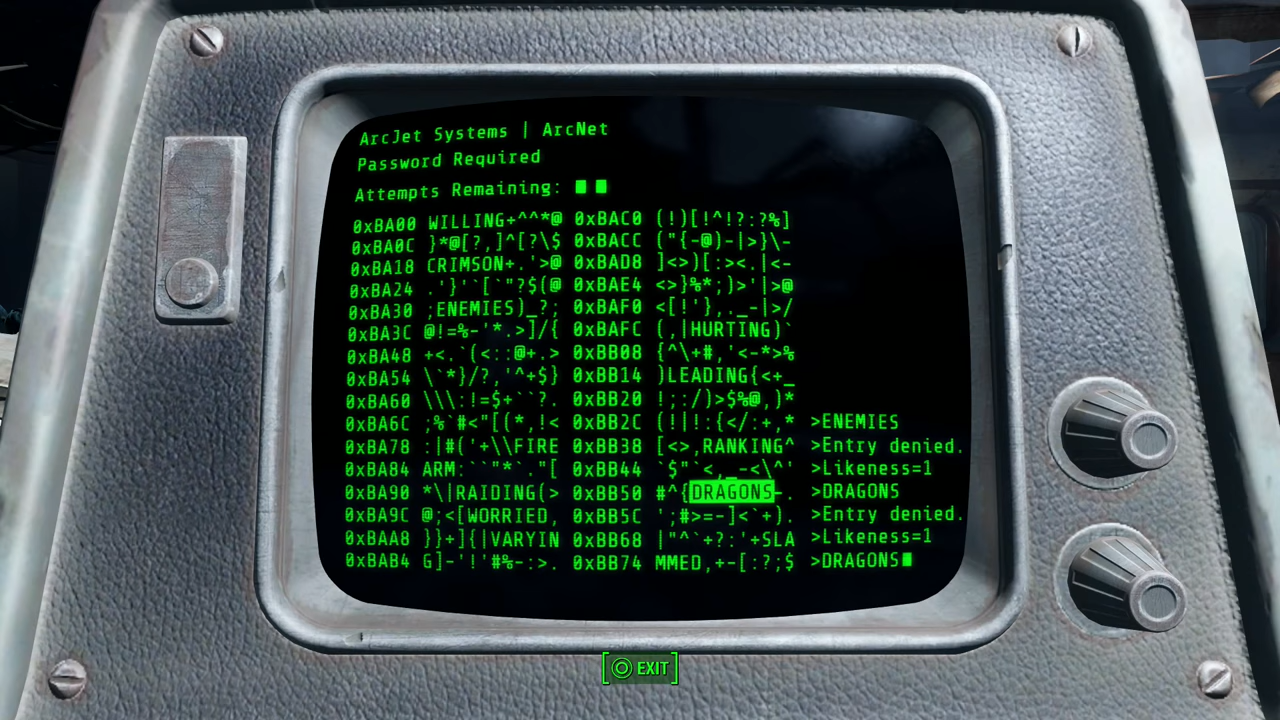 ArcJet Systems | ArcNet
Password Required
Attempts Remaining: ■ ■
0xBA00 WILLING+^^*@ 0xBAC0 (!)[!^!?:?%]
0xBA0C }*@[?,]^[?\$ 0xBACC ("{-@)-|>}\-
0xBA18 CRIMSON+.'>@ 0xBAD8 ]<>)[:><.|<-
0xBA24 .'}'`[`"?$(@ 0xBAE4 <>}%*;)>'|>@
0xBA30 ;ENEMIES)_?; 0xBAF0 <[!'},._-|>/
0xBA3C @!=%-'*.>]/{ 0xBAFC (,|HURTING)`
0xBA48 +<.`(<::@+.> 0xBB08 {^\+#,'<-*>%
0xBA54 \`*}/?,'^+$} 0xBB14 )LEADING{<+_
0xBA60 \\\:!=$+``?. 0xBB20 !;:/)>$%@,)*
0xBA6C ;%`#<"[(*,!< 0xBB2C (!|!:{</:+,* >ENEMIES
0xBA78 :|#('+\\FIRE 0xBB38 [<>,RANKING^ >Entry denied.
0xBA84 ARM:``"*`."[ 0xBB44 `$"`<,_-<\^' >Likeness=1
0xBA90 *\|RAIDING(> 0xBB50 #^{DRAGONS-. >DRAGONS
0xBA9C @;<[WORRIED, 0xBB5C ';#>=-]<`+). >Entry denied.
0xBAA8 }}+]{|VARYIN 0xBB68 |"^`+?:'+SLA >Likeness=1
0xBAB4 G]-'!'#%-:>. 0xBB74 MMED,+-[:?;$ >DRAGONS■
EXIT